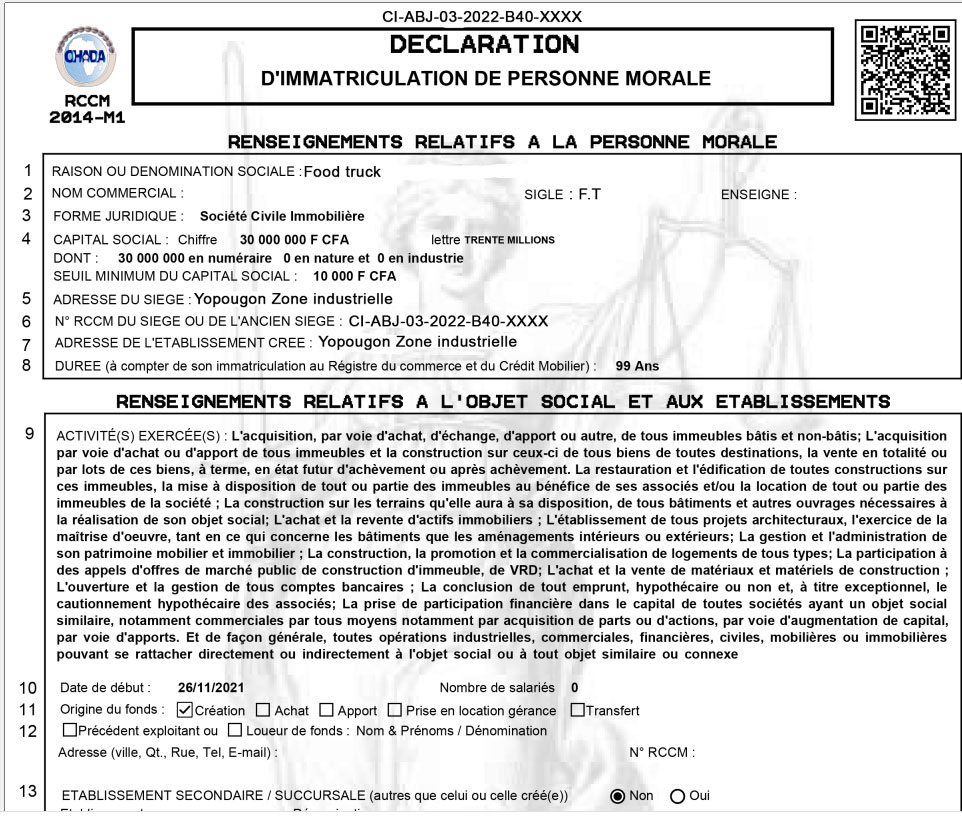 CI-ABJ-03-2022-B40-XXXX
OHADA
RCCM
2014-M1
DECLARATION
D'IMMATRICULATION DE PERSONNE MORALE
RENSEIGNEMENTS RELATIFS A LA PERSONNE MORALE
1 RAISON OU DENOMINATION SOCIALE : Food truck
2 NOM COMMERCIAL : SIGLE : F.T ENSEIGNE :
3 FORME JURIDIQUE : Société Civile Immobilière
4 CAPITAL SOCIAL : Chiffre 30 000 000 F CFA lettre TRENTE MILLIONS
DONT : 30 000 000 en numéraire 0 en nature et 0 en industrie
SEUIL MINIMUM DU CAPITAL SOCIAL : 10 000 F CFA
5 ADRESSE DU SIEGE : Yopougon Zone industrielle
6 N° RCCM DU SIEGE OU DE L'ANCIEN SIEGE : CI-ABJ-03-2022-B40-XXXX
7 ADRESSE DE L'ETABLISSEMENT CREE : Yopougon Zone industrielle
8 DUREE (à compter de son immatriculation au Régistre du commerce et du Crédit Mobilier) : 99 Ans
RENSEIGNEMENTS RELATIFS A L'OBJET SOCIAL ET AUX ETABLISSEMENTS
9 ACTIVITÉ(S) EXERCÉE(S) : L'acquisition, par voie d'achat, d'échange, d'apport ou autre, de tous immeubles bâtis et non-bâtis; L'acquisition
par voie d'achat ou d'apport de tous immeubles et la construction sur ceux-ci de tous biens de toutes destinations, la vente en totalité ou
par lots de ces biens, à terme, en état futur d'achèvement ou après achèvement. La restauration et l'édification de toutes constructions sur
ces immeubles, la mise à disposition de tout ou partie des immeubles au bénéfice de ses associés et/ou la location de tout ou partie des
immeubles de la société ; La construction sur les terrains qu'elle aura à sa disposition, de tous bâtiments et autres ouvrages nécessaires à
la réalisation de son objet social; L'achat et la revente d'actifs immobiliers ; L'établissement de tous projets architecturaux, l'exercice de la
maîtrise d'oeuvre, tant en ce qui concerne les bâtiments que les aménagements intérieurs ou extérieurs; La gestion et l'administration de
son patrimoine mobilier et immobilier ; La construction, la promotion et la commercialisation de logements de tous types; La participation à
des appels d'offres de marché public de construction d'immeuble, de VRD; L'achat et la vente de matériaux et matériels de construction ;
L'ouverture et la gestion de tous comptes bancaires ; La conclusion de tout emprunt, hypothécaire ou non et, à titre exceptionnel, le
cautionnement hypothécaire des associés; La prise de participation financière dans le capital de toutes sociétés ayant un objet social
similaire, notamment commerciales par tous moyens notamment par acquisition de parts ou d'actions, par voie d'augmentation de capital,
par voie d'apports. Et de façon générale, toutes opérations industrielles, commerciales, financières, civiles, mobilières ou immobilières
pouvant se rattacher directement ou indirectement à l'objet social ou à tout objet similaire ou connexe
10 Date de début : 26/11/2021 Nombre de salariés 0
11 Origine du fonds : Création Achat Apport Prise en location gérance Transfert
12 Précédent exploitant ou Loueur de fonds : Nom & Prénoms / Dénomination
Adresse (ville, Qt., Rue, Tel, E-mail) : N° RCCM :
13 ETABLISSEMENT SECONDAIRE / SUCCURSALE (autres que celui ou celle créé(e)) Non Oui